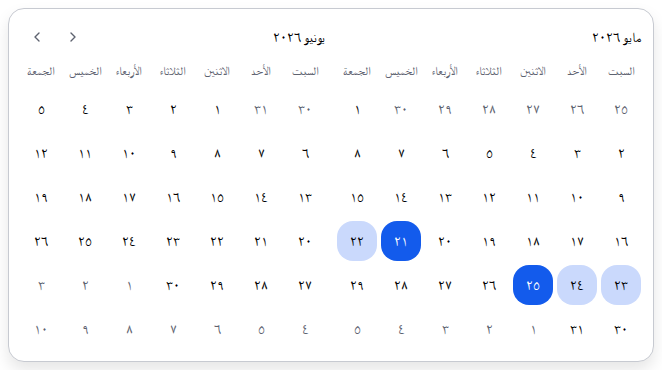 مايو ٢٠٢٦
السبت الأحد الاثنين الثلاثاء الأربعاء الخميس الجمعة
٢٥ ٢٦ ٢٧ ٢٨ ٢٩ ٣٠ ١
٢ ٣ ٤ ٥ ٦ ٧ ٨
٩ ١٠ ١١ ١٢ ١٣ ١٤ ١٥
١٦ ١٧ ١٨ ١٩ ٢٠ ٢١ ٢٢
٢٣ ٢٤ ٢٥ ٢٦ ٢٧ ٢٨ ٢٩
٣٠ ٣١ ١ ٢ ٣ ٤ ٥
يونيو ٢٠٢٦
السبت الأحد الاثنين الثلاثاء الأربعاء الخميس الجمعة
٣٠ ٣١ ١ ٢ ٣ ٤ ٥
٦ ٧ ٨ ٩ ١٠ ١١ ١٢
١٣ ١٤ ١٥ ١٦ ١٧ ١٨ ١٩
٢٠ ٢١ ٢٢ ٢٣ ٢٤ ٢٥ ٢٦
٢٧ ٢٨ ٢٩ ٣٠ ١ ٢ ٣
٤ ٥ ٦ ٧ ٨ ٩ ١٠